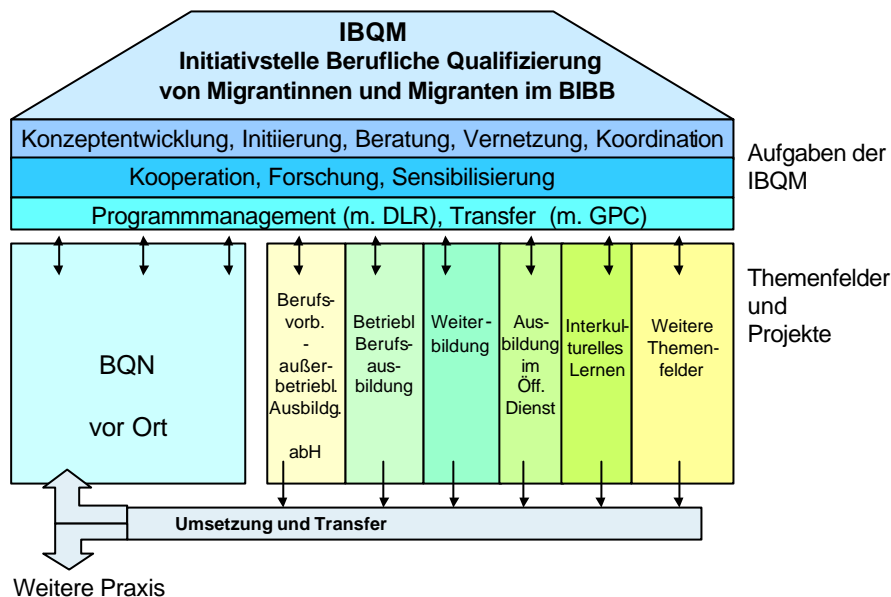 IBQM
Initiativstelle Berufliche Qualifizierung
von Migrantinnen und Migranten im BIBB
Konzeptentwicklung, Initiierung, Beratung, Vernetzung, Koordination
Kooperation, Forschung, Sensibilisierung
Programmmanagement (m. DLR), Transfer (m. GPC)
Aufgaben der
IBQM
BQN
vor Ort
Berufs-
vorb.
-
außer-
betriebl.
Ausbildg.
abH
Betriebl
Berufs-
aus-
bildung
Weiter-
bildung
Aus-
bildung
im
Öff.
Dienst
Interkul-
turelles
Lernen
Weitere
Themen-
felder
Themenfelder
und
Projekte
Umsetzung und Transfer
Weitere Praxis